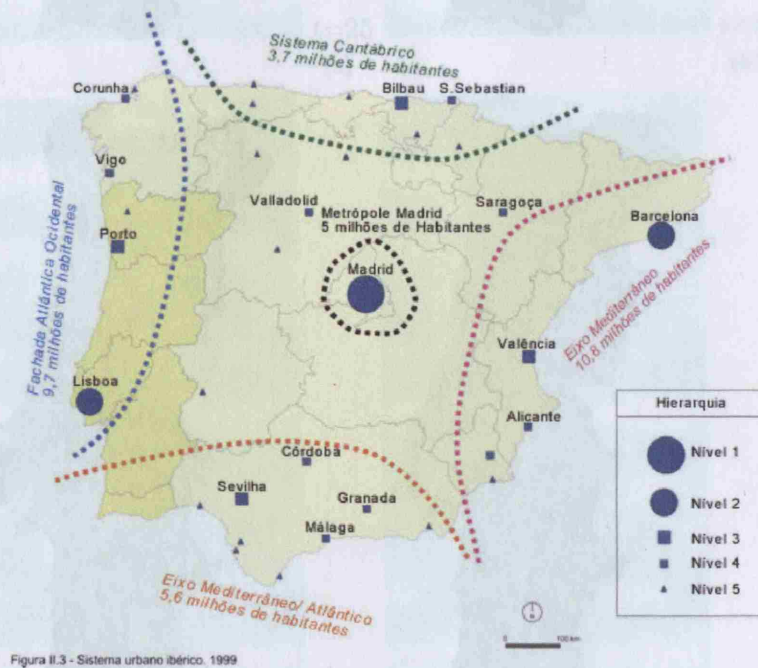 Sistema Cantábrico
3,7 milhões de habitantes
Corunha
Bilbau
S.Sebastian
Vigo
Valladolid
Saragoça
Metrópole Madrid
5 milhões de Habitantes
Barcelona
Porto
Madrid
Fachada Atlântica Ocidental
9,7 milhões de habitantes
Eixo Mediterrâneo
10,8 milhões de habitantes
Valência
Lisboa
Alicante
Córdoba
Sevilha
Granada
Málaga
Eixo Mediterrâneo/ Atlântico
5,6 milhões de habitantes
Hierarquia
Nível 1
Nível 2
Nível 3
Nível 4
Nível 5
0 100 km
Figura II.3 - Sistema urbano ibérico. 1999